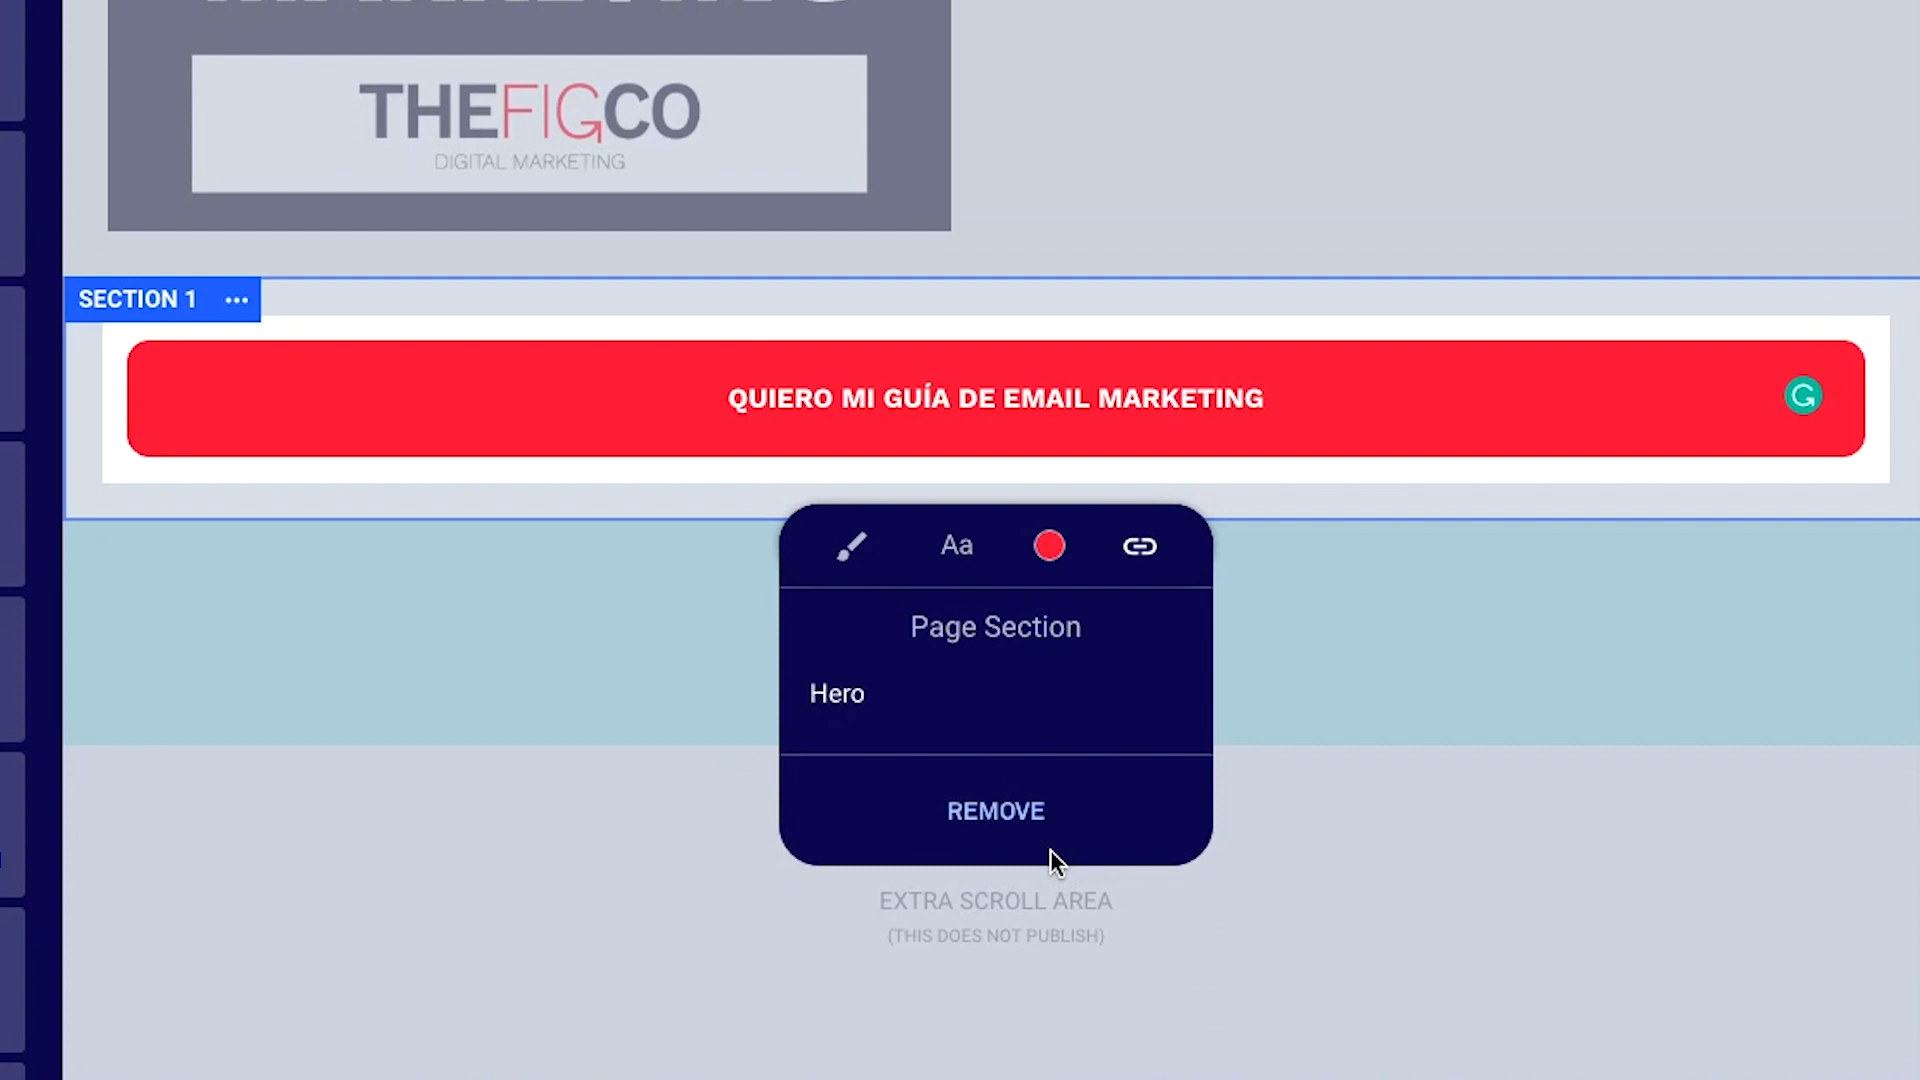 THEFIGCO
DIGITAL MARKETING
SECTION 1
QUIERO MI GUÍA DE EMAIL MARKETING
Aa
Page Section
Hero
REMOVE
EXTRA SCROLL AREA
(THIS DOES NOT PUBLISH)